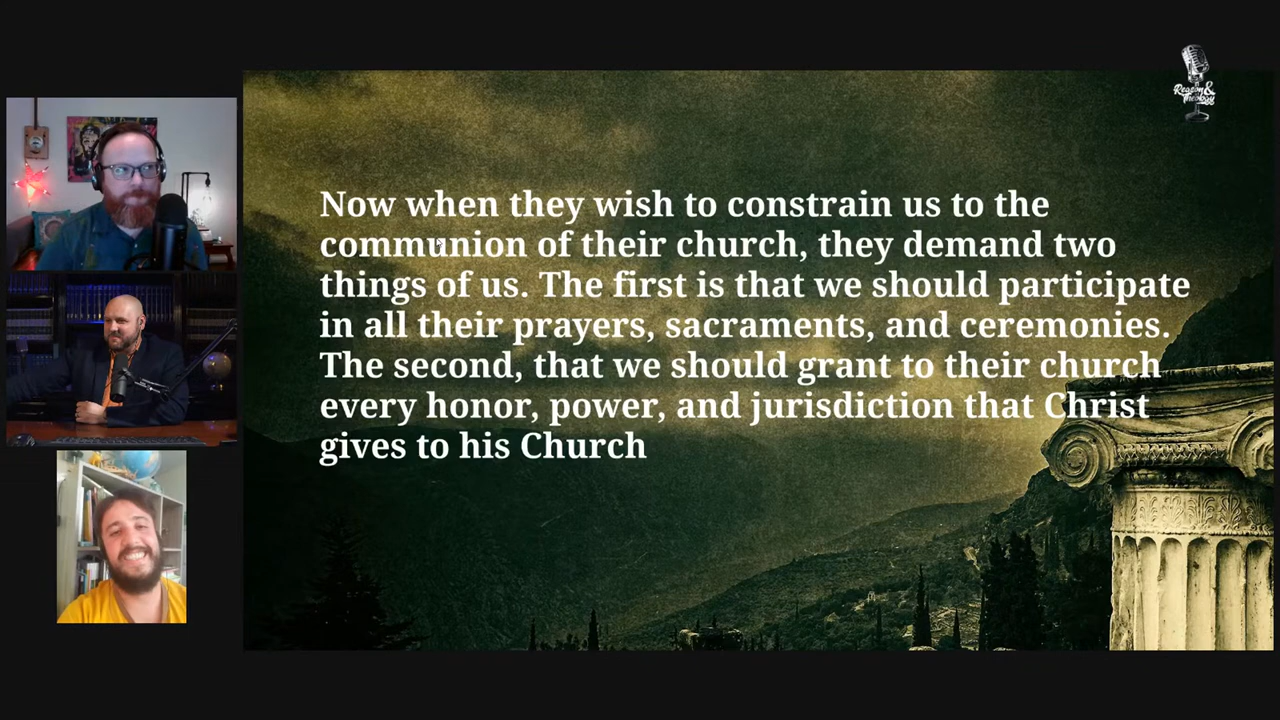 Reason &
Theology
Now when they wish to constrain us to the
communion of their church, they demand two
things of us. The first is that we should participate
in all their prayers, sacraments, and ceremonies.
The second, that we should grant to their church
every honor, power, and jurisdiction that Christ
gives to his Church